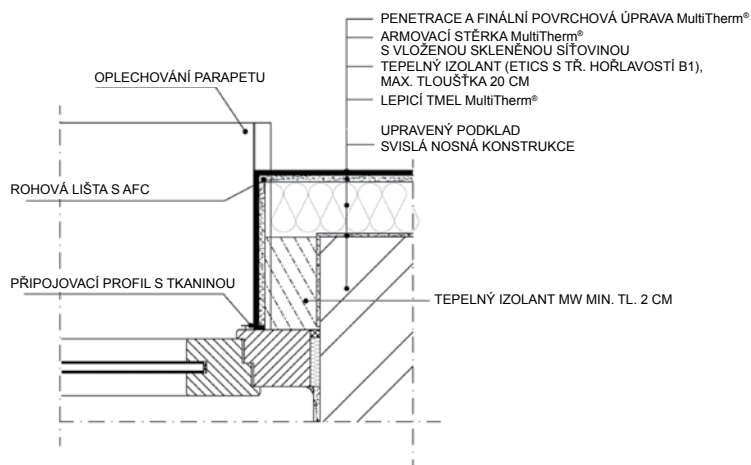 PENETRACE A FINÁLNÍ POVRCHOVÁ ÚPRAVA MultiTherm®
ARMOVACÍ STĚRKA MultiTherm®
S VLOŽENOU SKLENĚNOU SÍŤOVINOU
TEPELNÝ IZOLANT (ETICS S TŘ. HOŘLAVOSTÍ B1),
MAX. TLOUŠŤKA 20 CM
LEPICÍ TMEL MultiTherm®
UPRAVENÝ PODKLAD
SVISLÁ NOSNÁ KONSTRUKCE
OPLECHOVÁNÍ PARAPETU
ROHOVÁ LIŠTA S AFC
PŘIPOJOVACÍ PROFIL S TKANINOU
TEPELNÝ IZOLANT MW MIN. TL. 2 CM